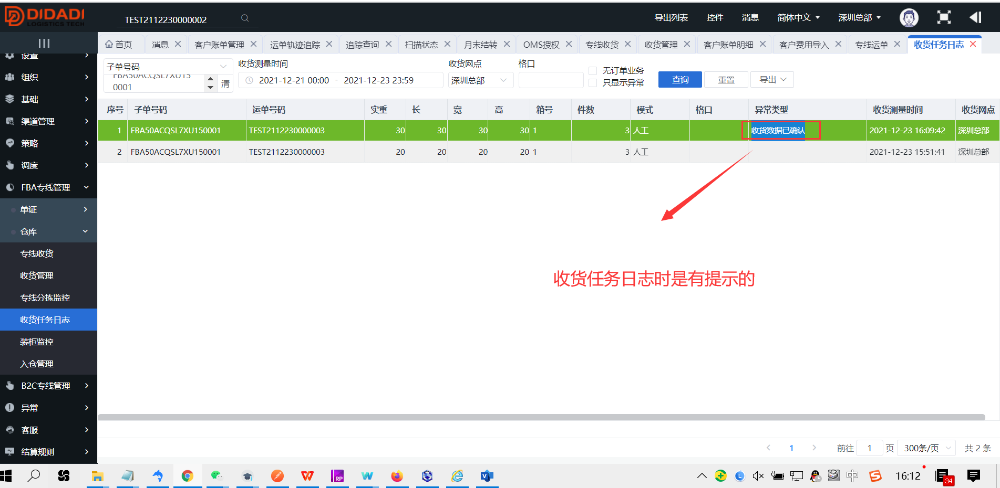 DIDADI
LOGISTICS TECH
TEST2112230000002
导出列表 控件 消息 简体中文 深圳总部
首页 消息 客户账单管理 运单轨迹追踪 追踪查询 扫描状态 月末结转 OMS授权 专线收货 收货管理 客户账单明细 客户费用导入 专线运单 收货任务日志
设置
组织
基础
渠道管理
策略
调度
FBA专线管理
单证
仓库
专线收货
收货管理
专线分拣监控
收货任务日志
装柜监控
入仓管理
B2C专线管理
异常
客服
结算规则
子单号码 收货测量时间 收货网点 格口
FBA50ACQSL7XU15
0001
清
2021-12-21 00:00 - 2021-12-23 23:59
深圳总部
无订单业务
只显示异常
查询 重置 导出
序号 子单号码 运单号码 实重 长 宽 高 箱号 件数 模式 格口 异常类型 收货测量时间 收货网点
1 FBA50ACQSL7XU150001 TEST2112230000003 30 30 30 30 1 3 人工 收货数据已确认 2021-12-23 16:09:42 深圳总部
2 FBA50ACQSL7XU150001 TEST2112230000003 20 20 20 20 1 3 人工 2021-12-23 15:51:41 深圳总部
收货任务日志时是有提示的
1 前往 1 页 300条/页 共 2 条
RP
中
16:12
34